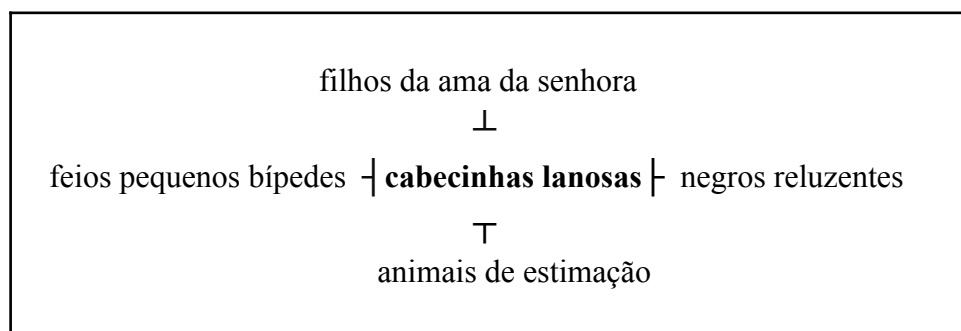 filhos da ama da senhora
┴
feios pequenos bípedes ┤cabecinhas lanosas├ negros reluzentes
┬
animais de estimação